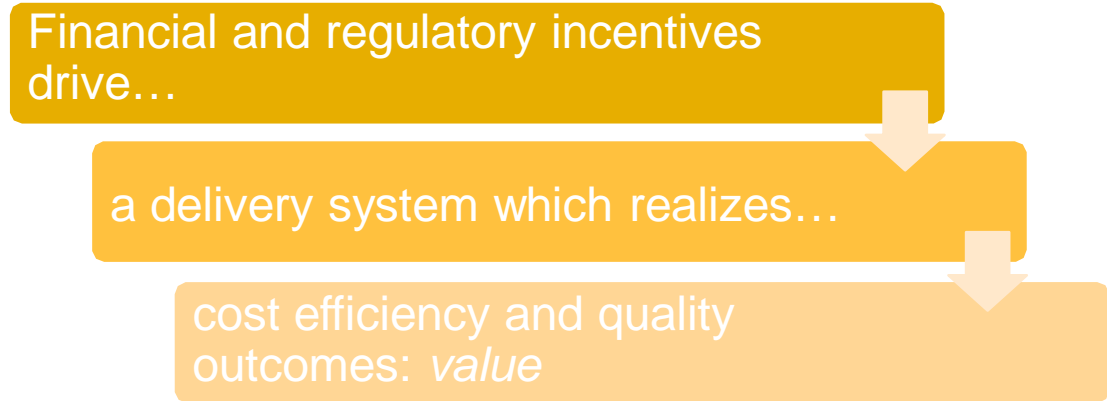 Financial and regulatory incentives
drive…
a delivery system which realizes…
cost efficiency and quality
outcomes: value